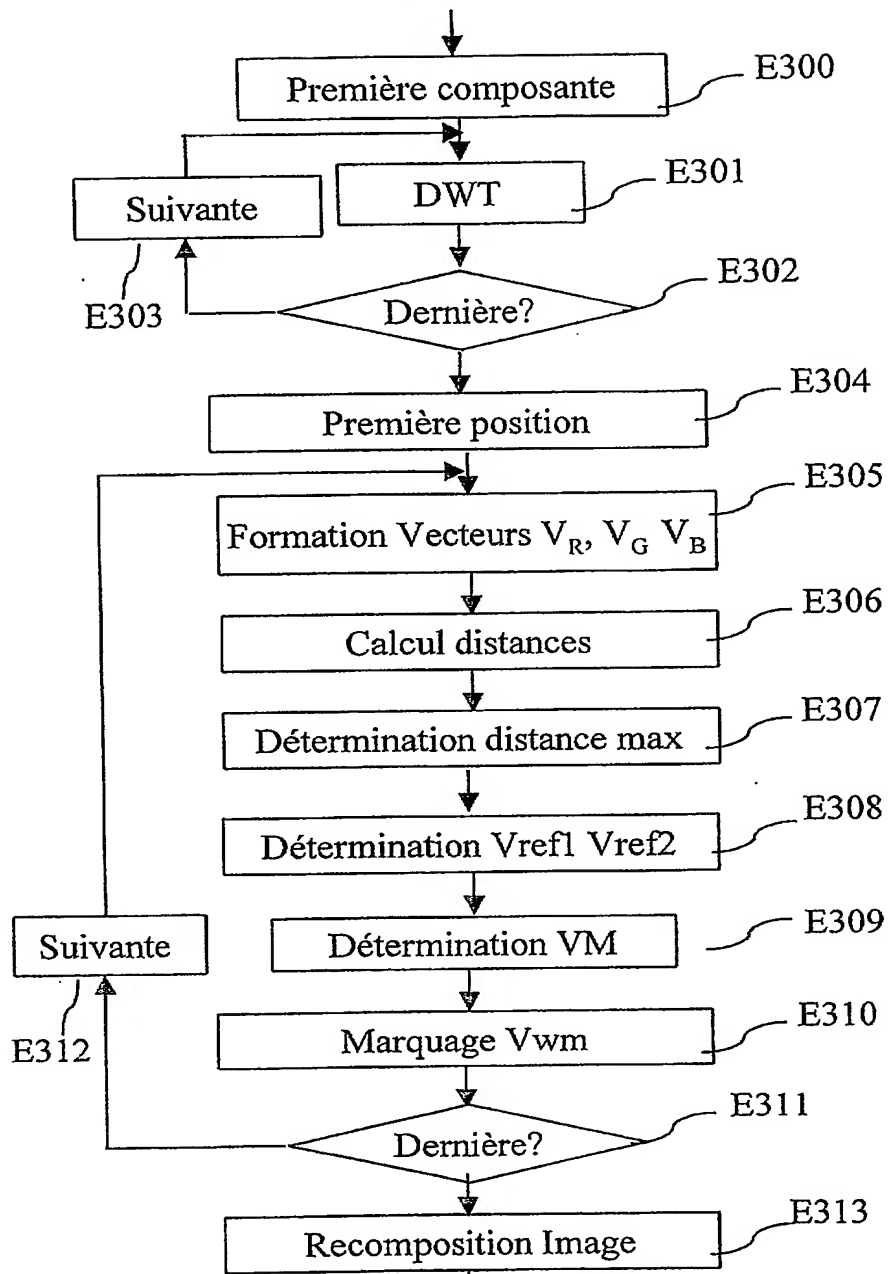 Première composante
E300
DWT
E301
Suivante
E303
Dernière?
E302
Première position
E304
Formation Vecteurs V_R, V_G V_B
E305
Calcul distances
E306
Détermination distance max
E307
Détermination Vref1 Vref2
E308
Détermination VM
E309
Suivante
E312
Marquage Vwm
E310
Dernière?
E311
Recomposition Image
E313